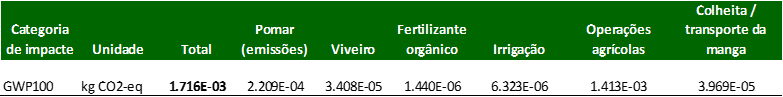 Categoria de impacte Unidade Total Pomar (emissões) Viveiro Fertilizante orgânico Irrigação Operações agrícolas Colheita / transporte da manga
GWP100 kg CO2-eq 1.716E-03 2.209E-04 3.408E-05 1.440E-06 6.323E-06 1.413E-03 3.969E-05